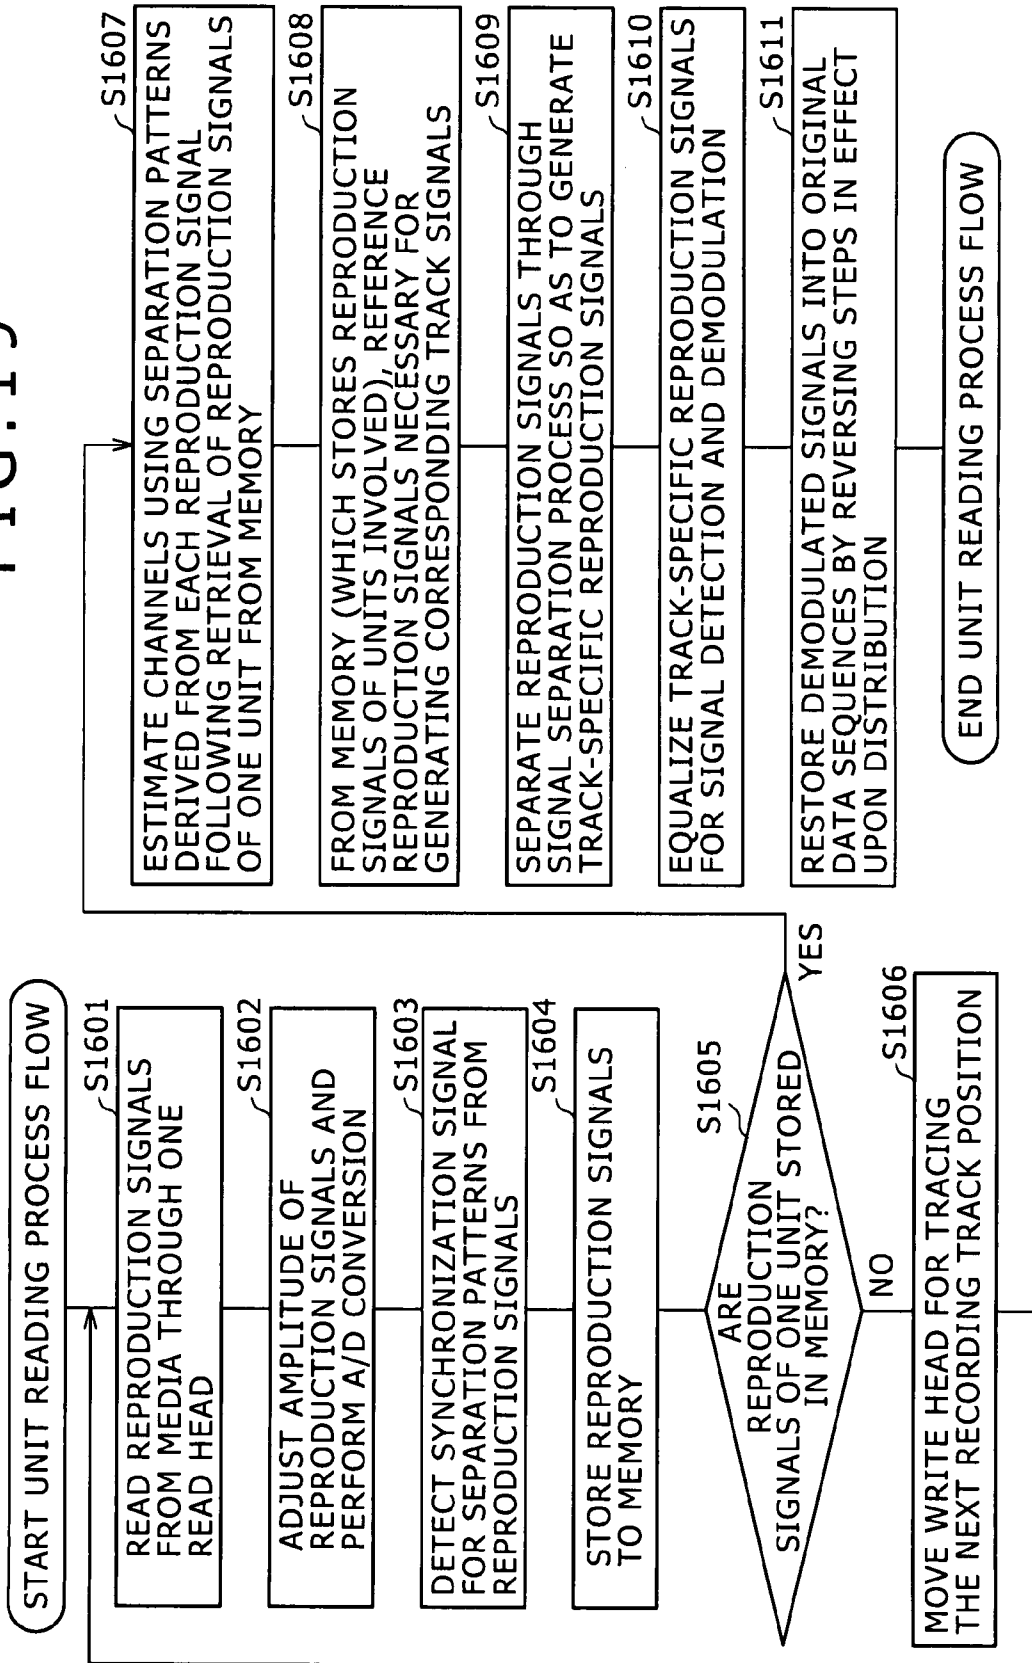 START UNIT READING PROCESS FLOW
S1601
READ REPRODUCTION SIGNALS
FROM MEDIA THROUGH ONE
READ HEAD
S1602
ADJUST AMPLITUDE OF
REPRODUCTION SIGNALS AND
PERFORM A/D CONVERSION
S1603
DETECT SYNCHRONIZATION SIGNAL
FOR SEPARATION PATTERNS FROM
REPRODUCTION SIGNALS
S1604
STORE REPRODUCTION SIGNALS
TO MEMORY
S1605
ARE
REPRODUCTION
SIGNALS OF ONE UNIT STORED
IN MEMORY?
YES
NO
S1606
MOVE WRITE HEAD FOR TRACING
THE NEXT RECORDING TRACK POSITION
S1607
ESTIMATE CHANNELS USING SEPARATION PATTERNS
DERIVED FROM EACH REPRODUCTION SIGNAL
FOLLOWING RETRIEVAL OF REPRODUCTION SIGNALS
OF ONE UNIT FROM MEMORY
S1608
FROM MEMORY (WHICH STORES REPRODUCTION
SIGNALS OF UNITS INVOLVED), REFERENCE
REPRODUCTION SIGNALS NECESSARY FOR
GENERATING CORRESPONDING TRACK SIGNALS
S1609
SEPARATE REPRODUCTION SIGNALS THROUGH
SIGNAL SEPARATION PROCESS SO AS TO GENERATE
TRACK-SPECIFIC REPRODUCTION SIGNALS
S1610
EQUALIZE TRACK-SPECIFIC REPRODUCTION SIGNALS
FOR SIGNAL DETECTION AND DEMODULATION
S1611
RESTORE DEMODULATED SIGNALS INTO ORIGINAL
DATA SEQUENCES BY REVERSING STEPS IN EFFECT
UPON DISTRIBUTION
END UNIT READING PROCESS FLOW